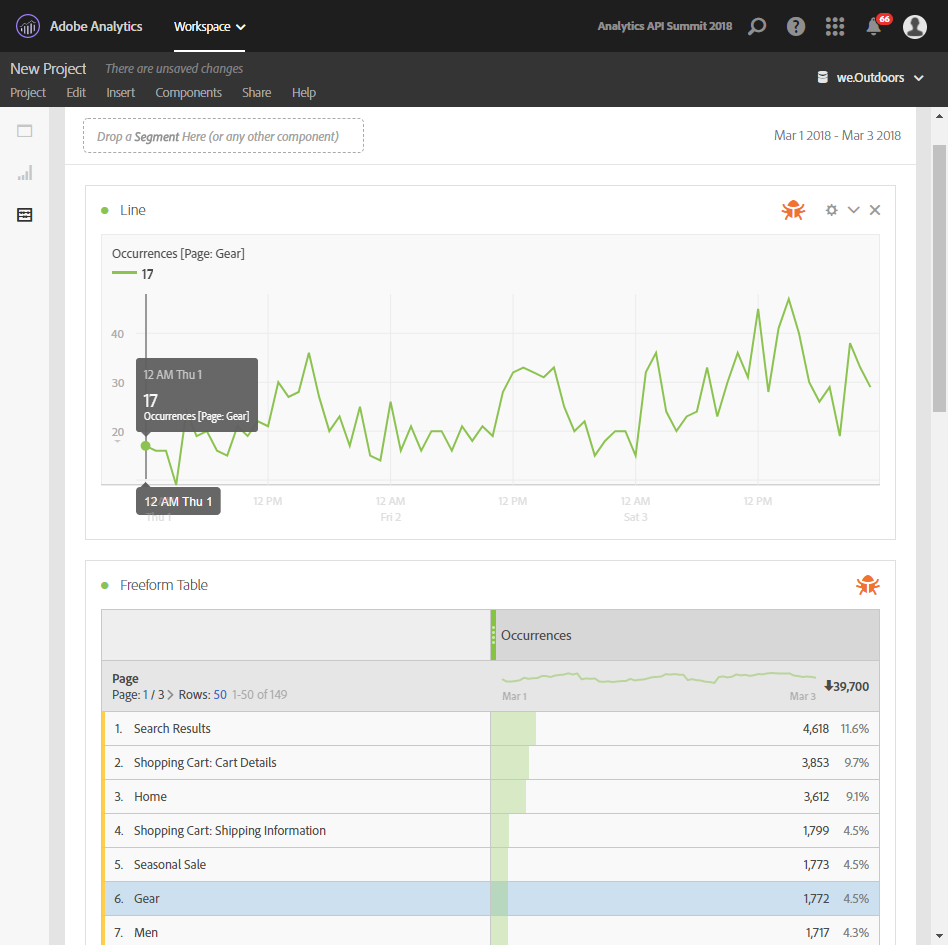 Adobe Analytics
Workspace
Analytics API Summit 2018
?
66
New Project There are unsaved changes
we.Outdoors
Project Edit Insert Components Share Help
Drop a Segment Here (or any other component)
Mar 1 2018 - Mar 3 2018
Line
Occurrences [Page: Gear]
17
40
30
20
12 AM Thu 1
17
Occurrences [Page: Gear]
12 AM Thu 1
Thu 1
12 PM
12 AM
Fri 2
12 PM
12 AM
Sat 3
12 PM
Freeform Table
Occurrences
Page
Page: 1 / 3 > Rows: 50 1-50 of 149
Mar 1
Mar 3
39,700
1. Search Results 4,618 11.6%
2. Shopping Cart: Cart Details 3,853 9.7%
3. Home 3,612 9.1%
4. Shopping Cart: Shipping Information 1,799 4.5%
5. Seasonal Sale 1,773 4.5%
6. Gear 1,772 4.5%
7. Men 1,717 4.3%